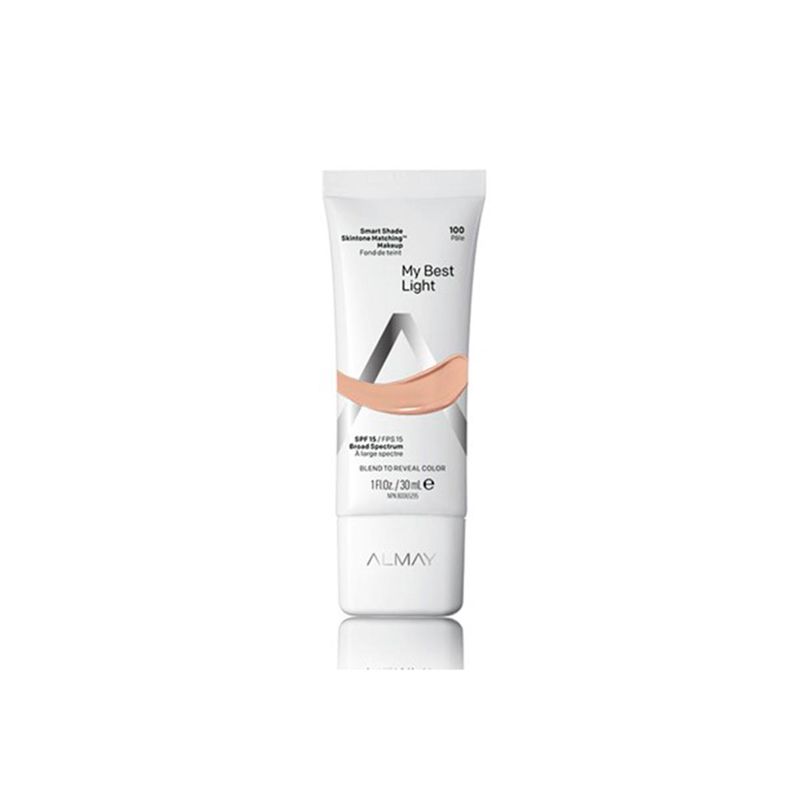 Smart Shade
Skintone Matching™
Makeup
Fond de teint
100
Pâle
My Best
Light
SPF 15 / FPS 15
Broad Spectrum
À large spectre
BLEND TO REVEAL COLOR
1 Fl Oz. / 30 mL e
ALMAY